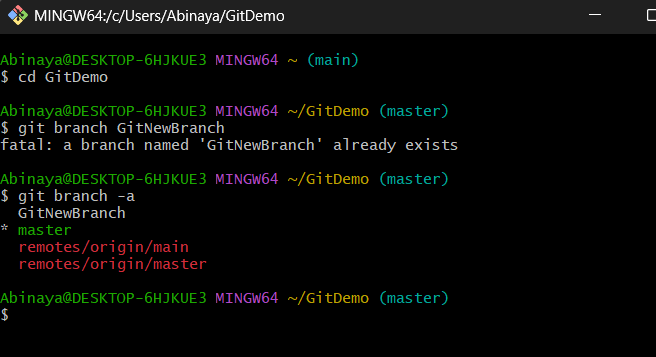 MINGW64:/c/Users/Abinaya/GitDemo
Abinaya@DESKTOP-6HJKUE3 MINGW64 ~ (main)
$ cd GitDemo
Abinaya@DESKTOP-6HJKUE3 MINGW64 ~/GitDemo (master)
$ git branch GitNewBranch
fatal: a branch named 'GitNewBranch' already exists
Abinaya@DESKTOP-6HJKUE3 MINGW64 ~/GitDemo (master)
$ git branch -a
  GitNewBranch
* master
  remotes/origin/main
  remotes/origin/master
Abinaya@DESKTOP-6HJKUE3 MINGW64 ~/GitDemo (master)
$